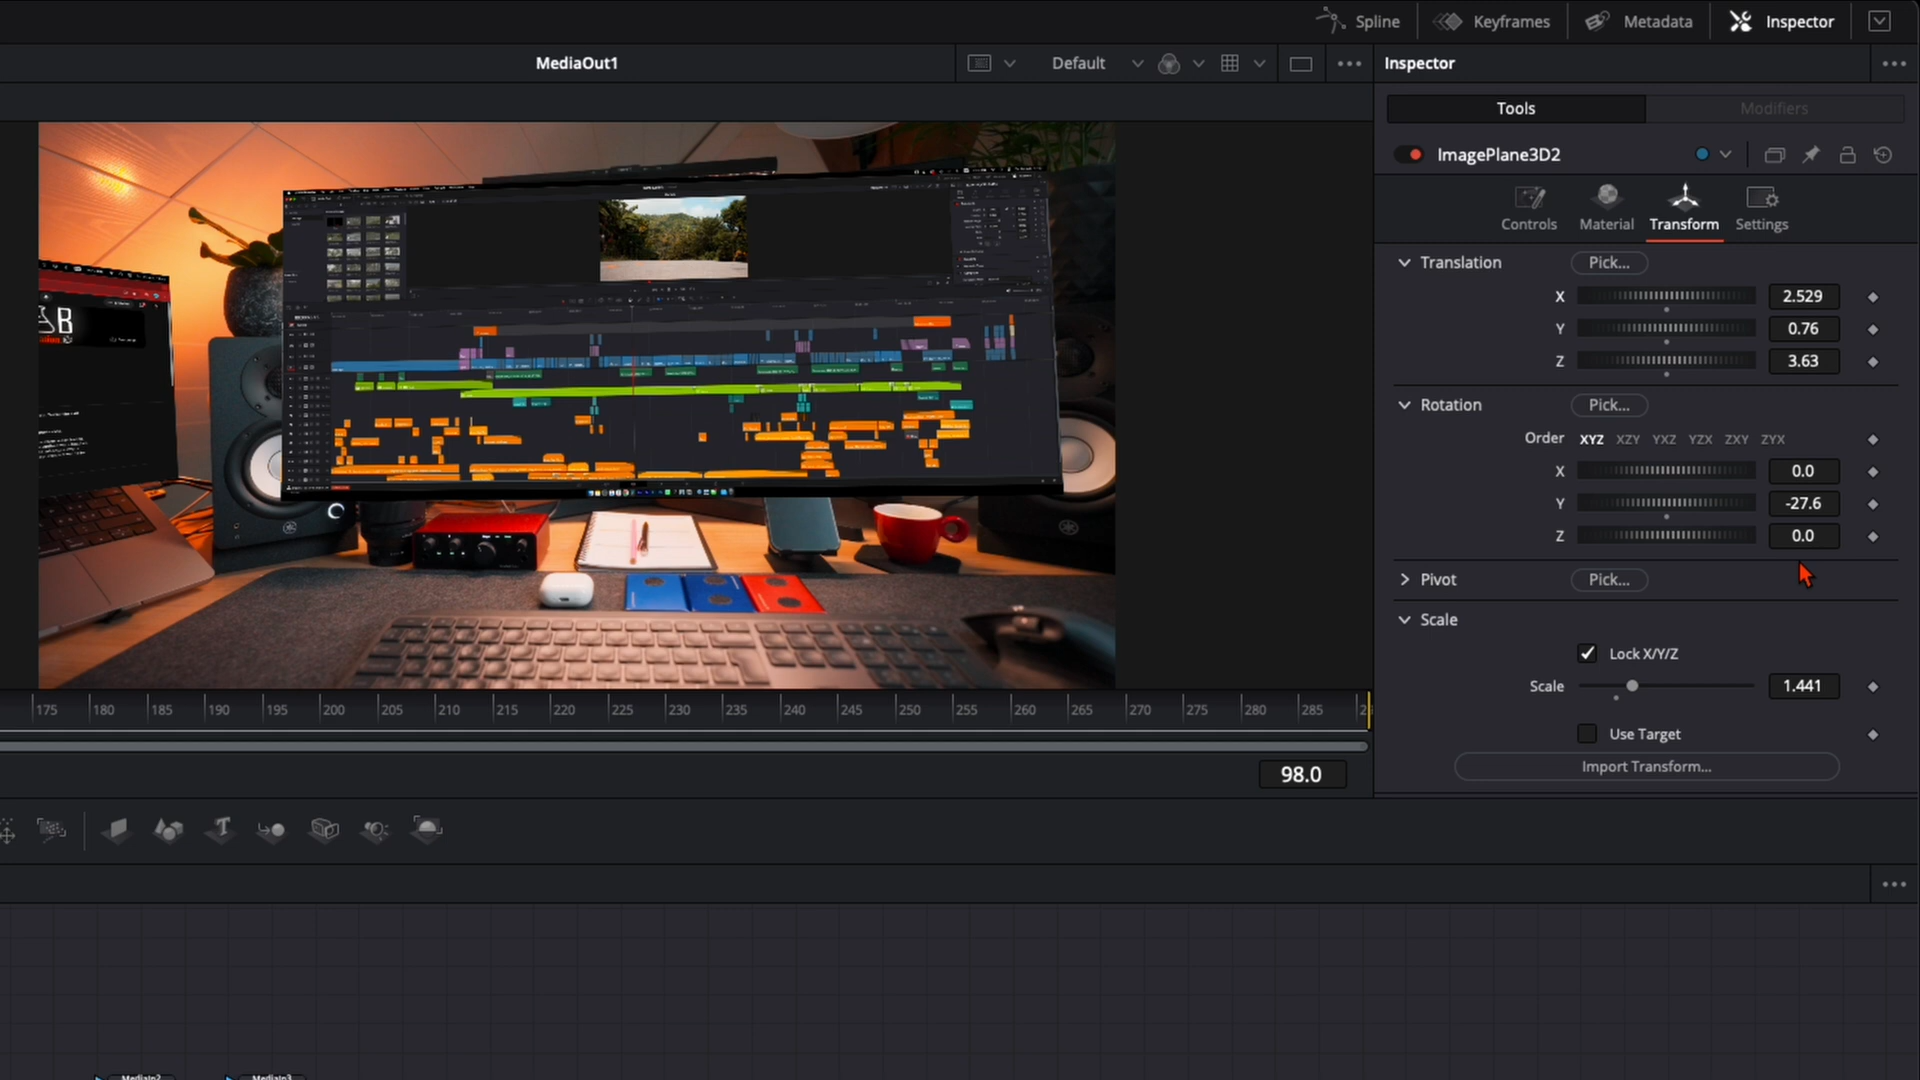 Spline
Keyframes
Metadata
Inspector
MediaOut1
Default
Inspector
Tools
Modifiers
ImagePlane3D2
Controls
Material
Transform
Settings
Translation Pick...
X 2.529
Y 0.76
Z 3.63
Rotation Pick...
Order XYZ XZY YXZ YZX ZXY ZYX
X 0.0
Y -27.6
Z 0.0
Pivot Pick...
Scale
Lock X/Y/Z
Scale 1.441
Use Target
Import Transform...
175 180 185 190 195 200 205 210 215 220 225 230 235 240 245 250 255 260 265 270 275 280 285
98.0
MediaIn2
MediaIn3